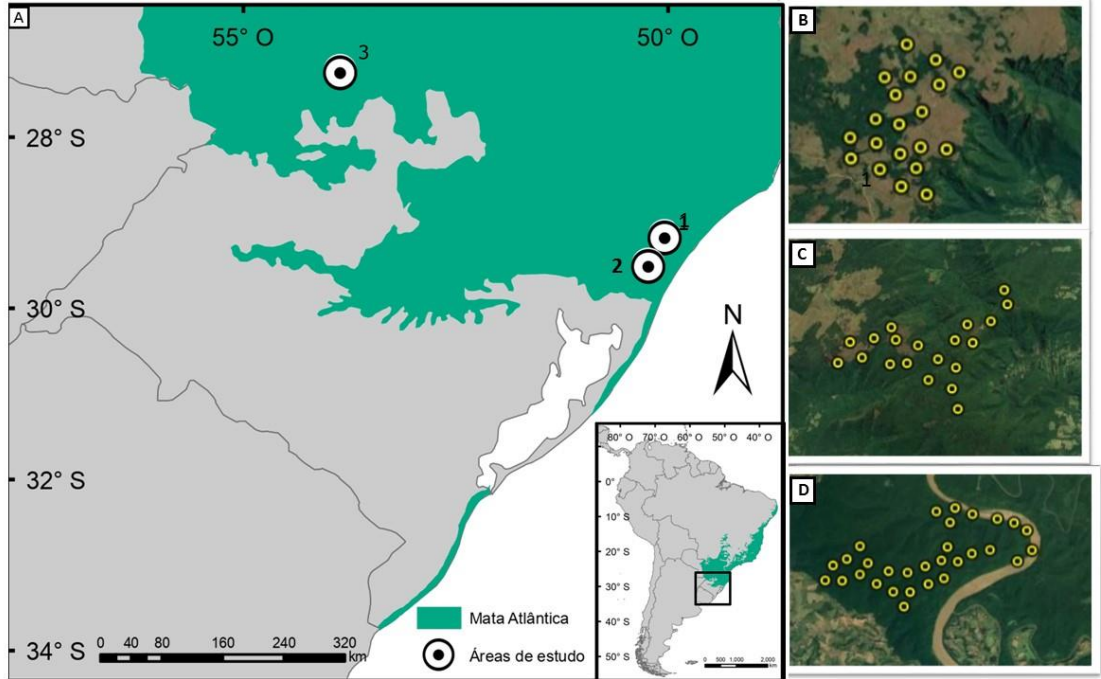 A
55° O
50° O
3
28° S
1
2
30° S
N
32° S
34° S
0 40 80 160 240 320
km
Mata Atlântica
Áreas de estudo
80° O 70° O 60° O 50° O 40° O
0°
10° S
20° S
30° S
40° S
50° S
0 500 1.000 2.000
km
B
1
C
D